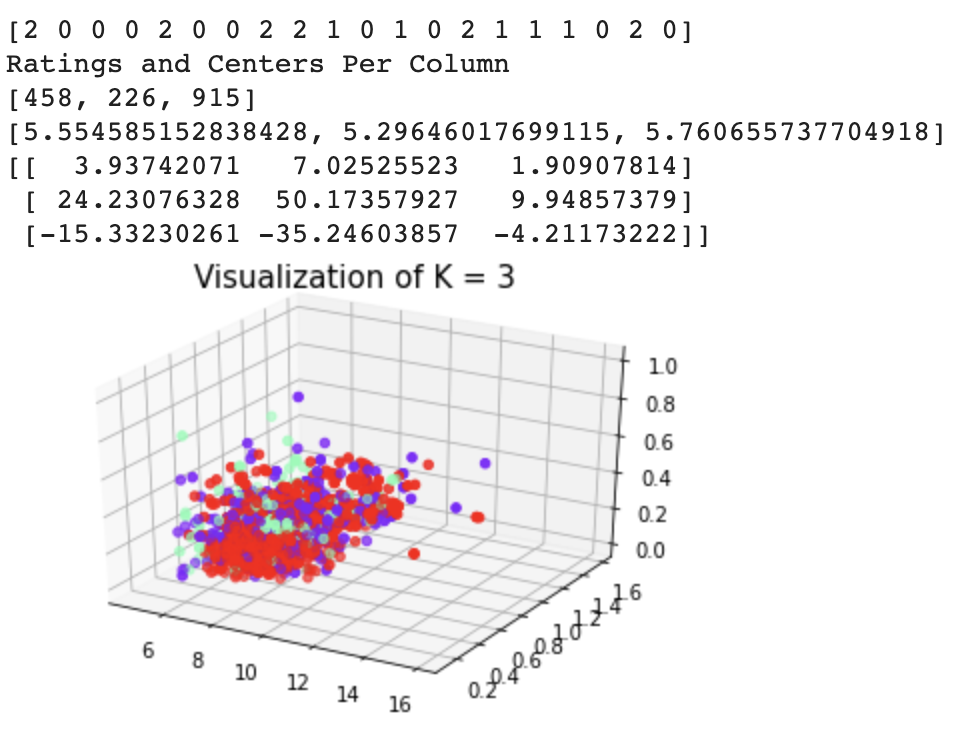 [2 0 0 0 2 0 0 2 2 1 0 1 0 2 1 1 1 0 2 0]
Ratings and Centers Per Column
[458, 226, 915]
[5.554585152838428, 5.29646017699115, 5.760655737704918]
[[ 3.93742071 7.02525523 1.90907814]
[ 24.23076328 50.17357927 9.94857379]
[-15.33230261 -35.24603857 -4.21173222]]
Visualization of K = 3
1.0
0.8
0.6
0.4
0.2
0.0
1.6
1.4
1.2
1.0
0.8
0.6
0.4
0.2
6
8
10
12
14
16